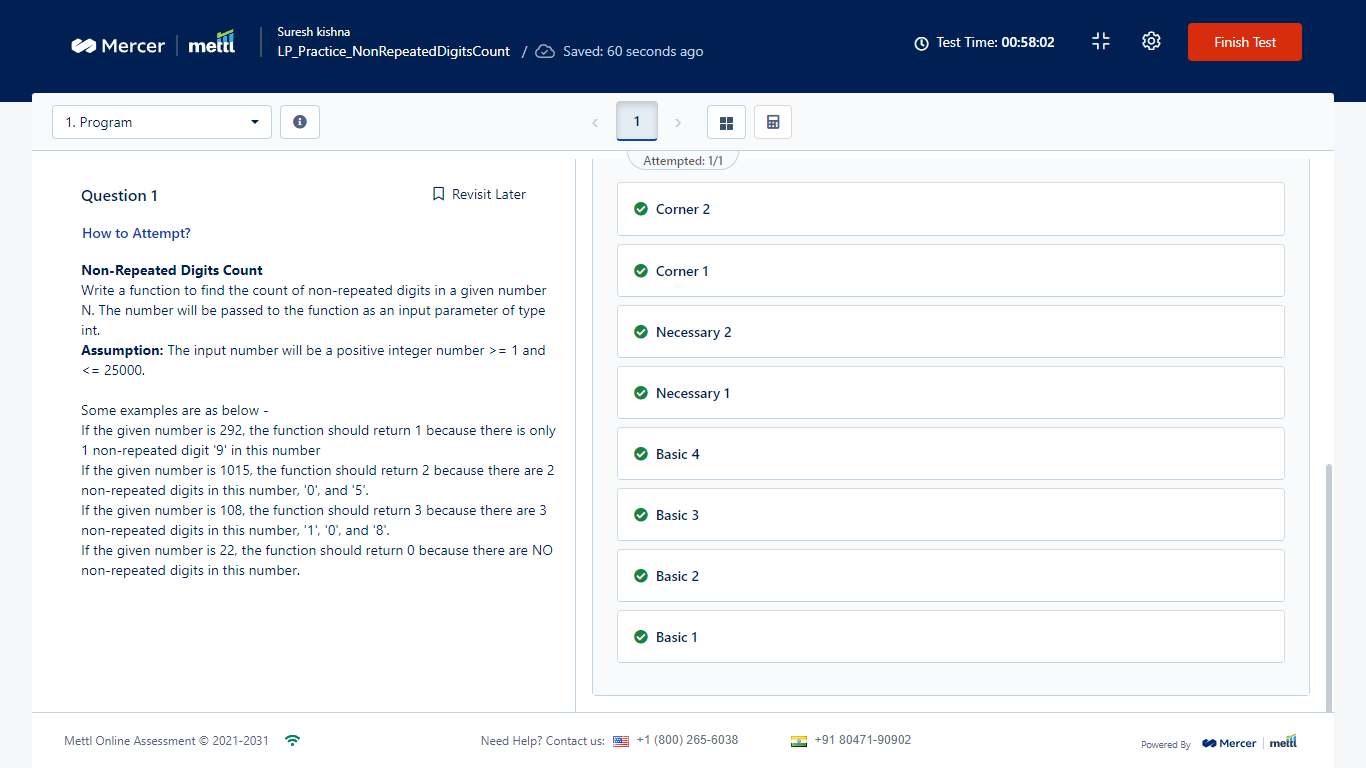 Mercer | mettl
Suresh kishna
LP_Practice_NonRepeatedDigitsCount / Saved: 60 seconds ago
Test Time: 00:58:02
Finish Test
1. Program
1
Attempted: 1/1
Question 1
Revisit Later
How to Attempt?
Non-Repeated Digits Count
Write a function to find the count of non-repeated digits in a given number
N. The number will be passed to the function as an input parameter of type
int.
Assumption: The input number will be a positive integer number >= 1 and
<= 25000.
Some examples are as below -
If the given number is 292, the function should return 1 because there is only
1 non-repeated digit '9' in this number
If the given number is 1015, the function should return 2 because there are 2
non-repeated digits in this number, '0', and '5'.
If the given number is 108, the function should return 3 because there are 3
non-repeated digits in this number, '1', '0', and '8'.
If the given number is 22, the function should return 0 because there are NO
non-repeated digits in this number.
Corner 2
Corner 1
Necessary 2
Necessary 1
Basic 4
Basic 3
Basic 2
Basic 1
Mettl Online Assessment © 2021-2031
Need Help? Contact us: +1 (800) 265-6038
+91 80471-90902
Powered By Mercer | mettl